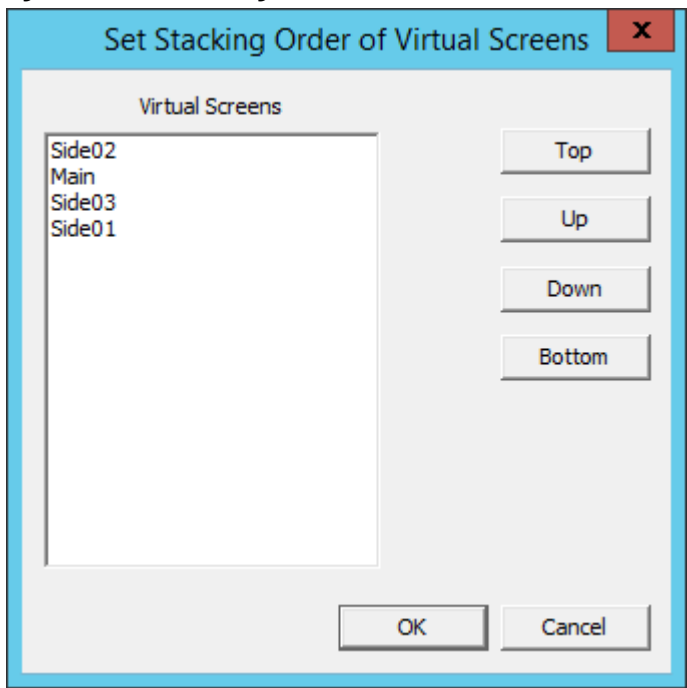 Set Stacking Order of Virtual Screens
x
Virtual Screens
Side02
Main
Side03
Side01
Top
Up
Down
Bottom
OK
Cancel